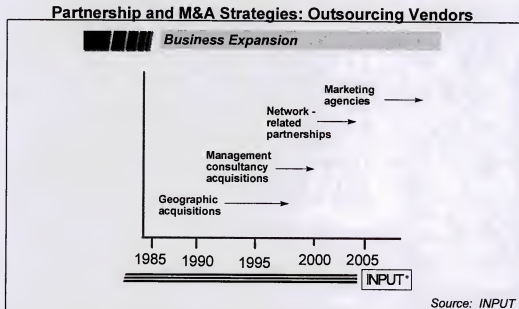 Partnership and M&A Strategies: Outsourcing Vendors
Business Expansion
Marketing
agencies
Network -
related
partnerships
Management
consultancy
acquisitions
Geographic
acquisitions
1985 1990 1995 2000 2005
INPUT
Source: INPUT